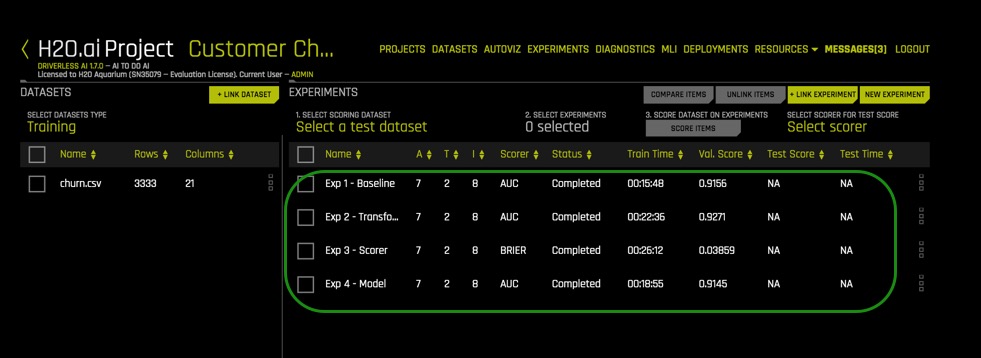 H2O.ai Project Customer Ch...
PROJECTS DATASETS AUTOVIZ EXPERIMENTS DIAGNOSTICS MLI DEPLOYMENTS RESOURCES MESSAGES[3] LOGOUT
DRIVERLESS AI 1.7.0 – AI TO DO AI
Licensed to H2O Aquarium (SN35079 – Evaluation License). Current User – ADMIN
DATASETS
+ LINK DATASET
SELECT DATASETS TYPE
Training
Name Rows Columns
churn.csv 3333 21
EXPERIMENTS
COMPARE ITEMS UNLINK ITEMS + LINK EXPERIMENT NEW EXPERIMENT
1. SELECT SCORING DATASET
Select a test dataset
2. SELECT EXPERIMENTS
0 selected
3. SCORE DATASET ON EXPERIMENTS
SCORE ITEMS
SELECT SCORER FOR TEST SCORE
Select scorer
Name A T I Scorer Status Train Time Val. Score Test Score Test Time
Exp 1 - Baseline 7 2 8 AUC Completed 00:15:48 0.9156 NA NA
Exp 2 - Transfo... 7 2 8 AUC Completed 00:22:36 0.9271 NA NA
Exp 3 - Scorer 7 2 8 BRIER Completed 00:26:12 0.03859 NA NA
Exp 4 - Model 7 2 8 AUC Completed 00:18:55 0.9145 NA NA